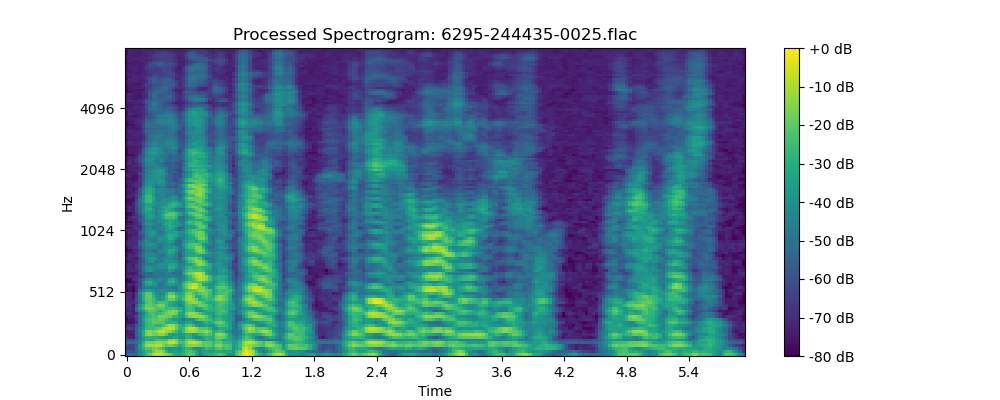 Processed Spectrogram: 6295-244435-0025.flac
+0 dB
-10 dB
-20 dB
-30 dB
-40 dB
-50 dB
-60 dB
-70 dB
-80 dB
Hz
4096
2048
1024
512
0
0 0.6 1.2 1.8 2.4 3 3.6 4.2 4.8 5.4
Time